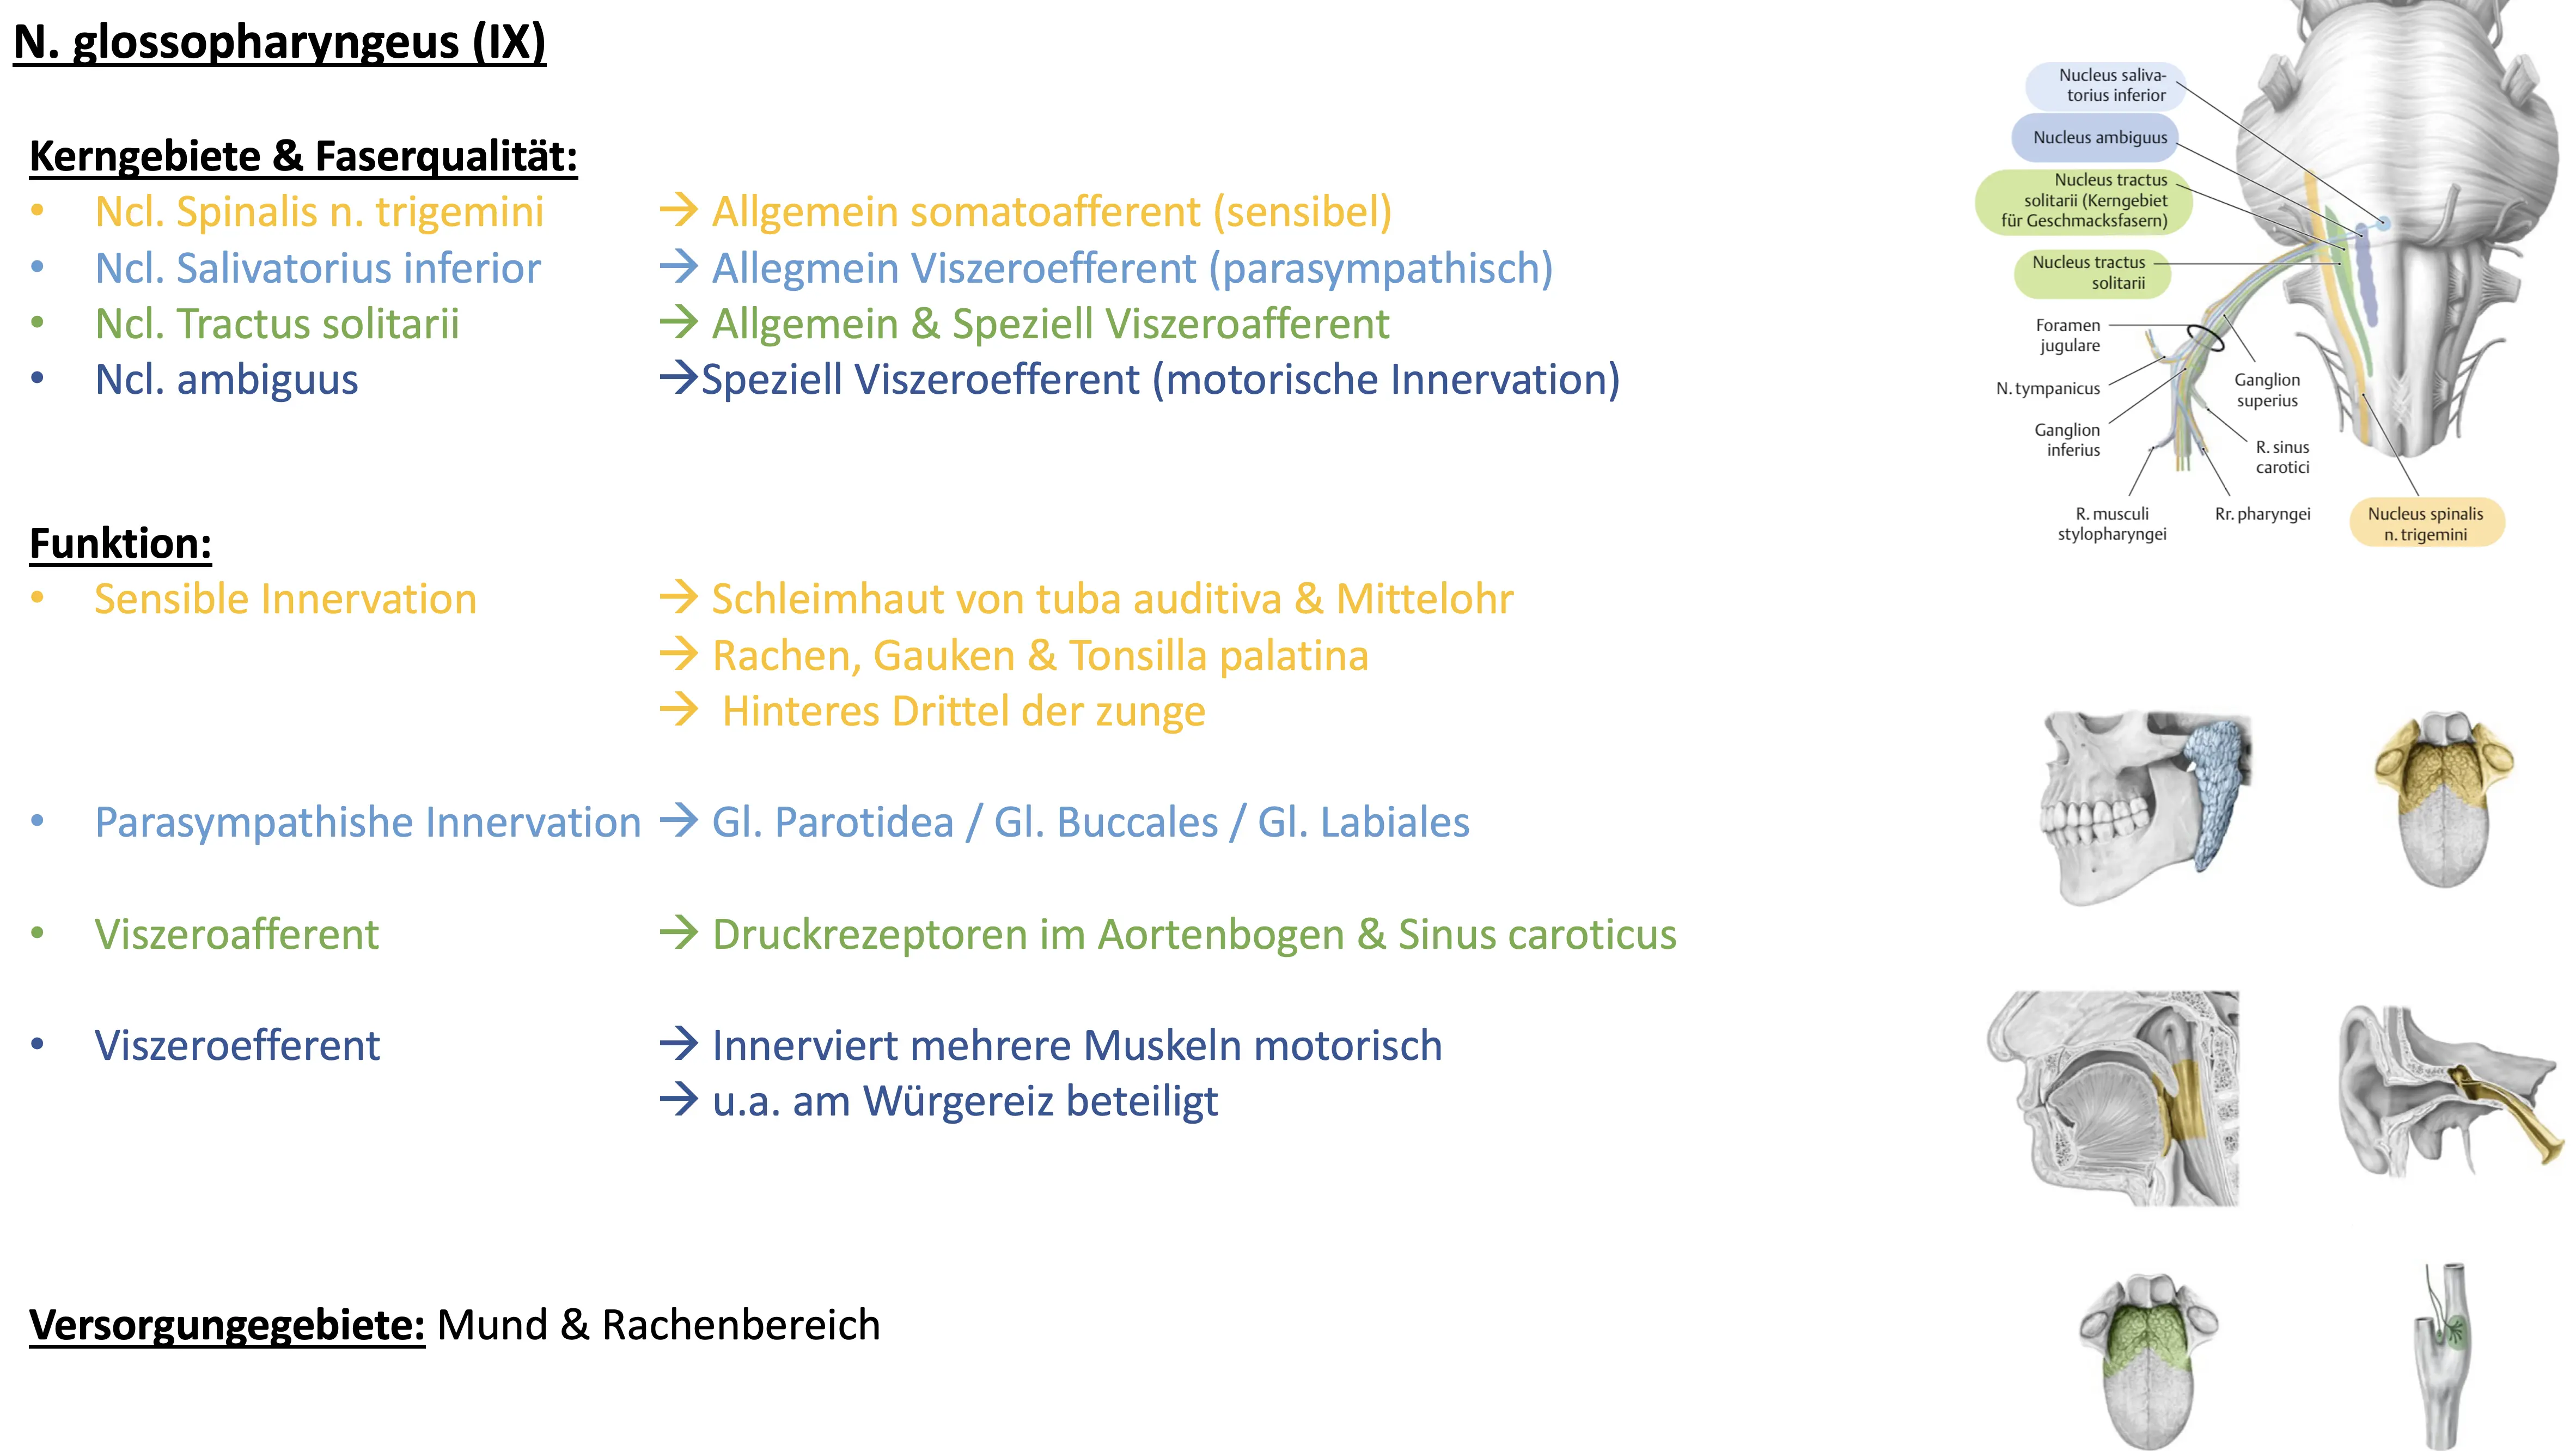 N. glossopharyngeus (IX)
Kerngebiete & Faserqualität:
• Ncl. Spinalis n. trigemini → Allgemein somatoafferent (sensibel)
• Ncl. Salivatorius inferior → Allegmein Viszeroefferent (parasympathisch)
• Ncl. Tractus solitarii → Allgemein & Speziell Viszeroafferent
• Ncl. ambiguus →Speziell Viszeroefferent (motorische Innervation)
Funktion:
• Sensible Innervation → Schleimhaut von tuba auditiva & Mittelohr
→ Rachen, Gauken & Tonsilla palatina
→ Hinteres Drittel der zunge
• Parasympathishe Innervation → Gl. Parotidea / Gl. Buccales / Gl. Labiales
• Viszeroafferent → Druckrezeptoren im Aortenbogen & Sinus caroticus
• Viszeroefferent → Innerviert mehrere Muskeln motorisch
→ u.a. am Würgereiz beteiligt
Versorgungegebiete: Mund & Rachenbereich
Nucleus saliva-
torius inferior
Nucleus ambiguus
Nucleus tractus
solitarii (Kerngebiet
für Geschmacksfasern)
Nucleus tractus
solitarii
Foramen
jugulare
N. tympanicus
Ganglion
superius
Ganglion
inferius
R. sinus
carotici
R. musculi
stylopharyngei
Rr. pharyngei
Nucleus spinalis
n. trigemini